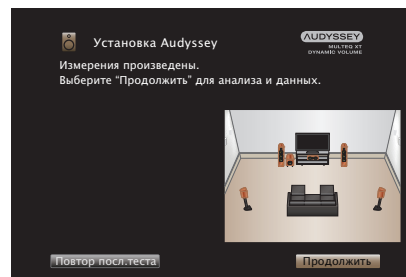 Установка Audyssey
AUDYSSEY
MULTEQ XT
DYNAMIC VOLUME
Измерения произведены.
Выберите “Продолжить” для анализа и данных.
Повтор посл.теста
Продолжить